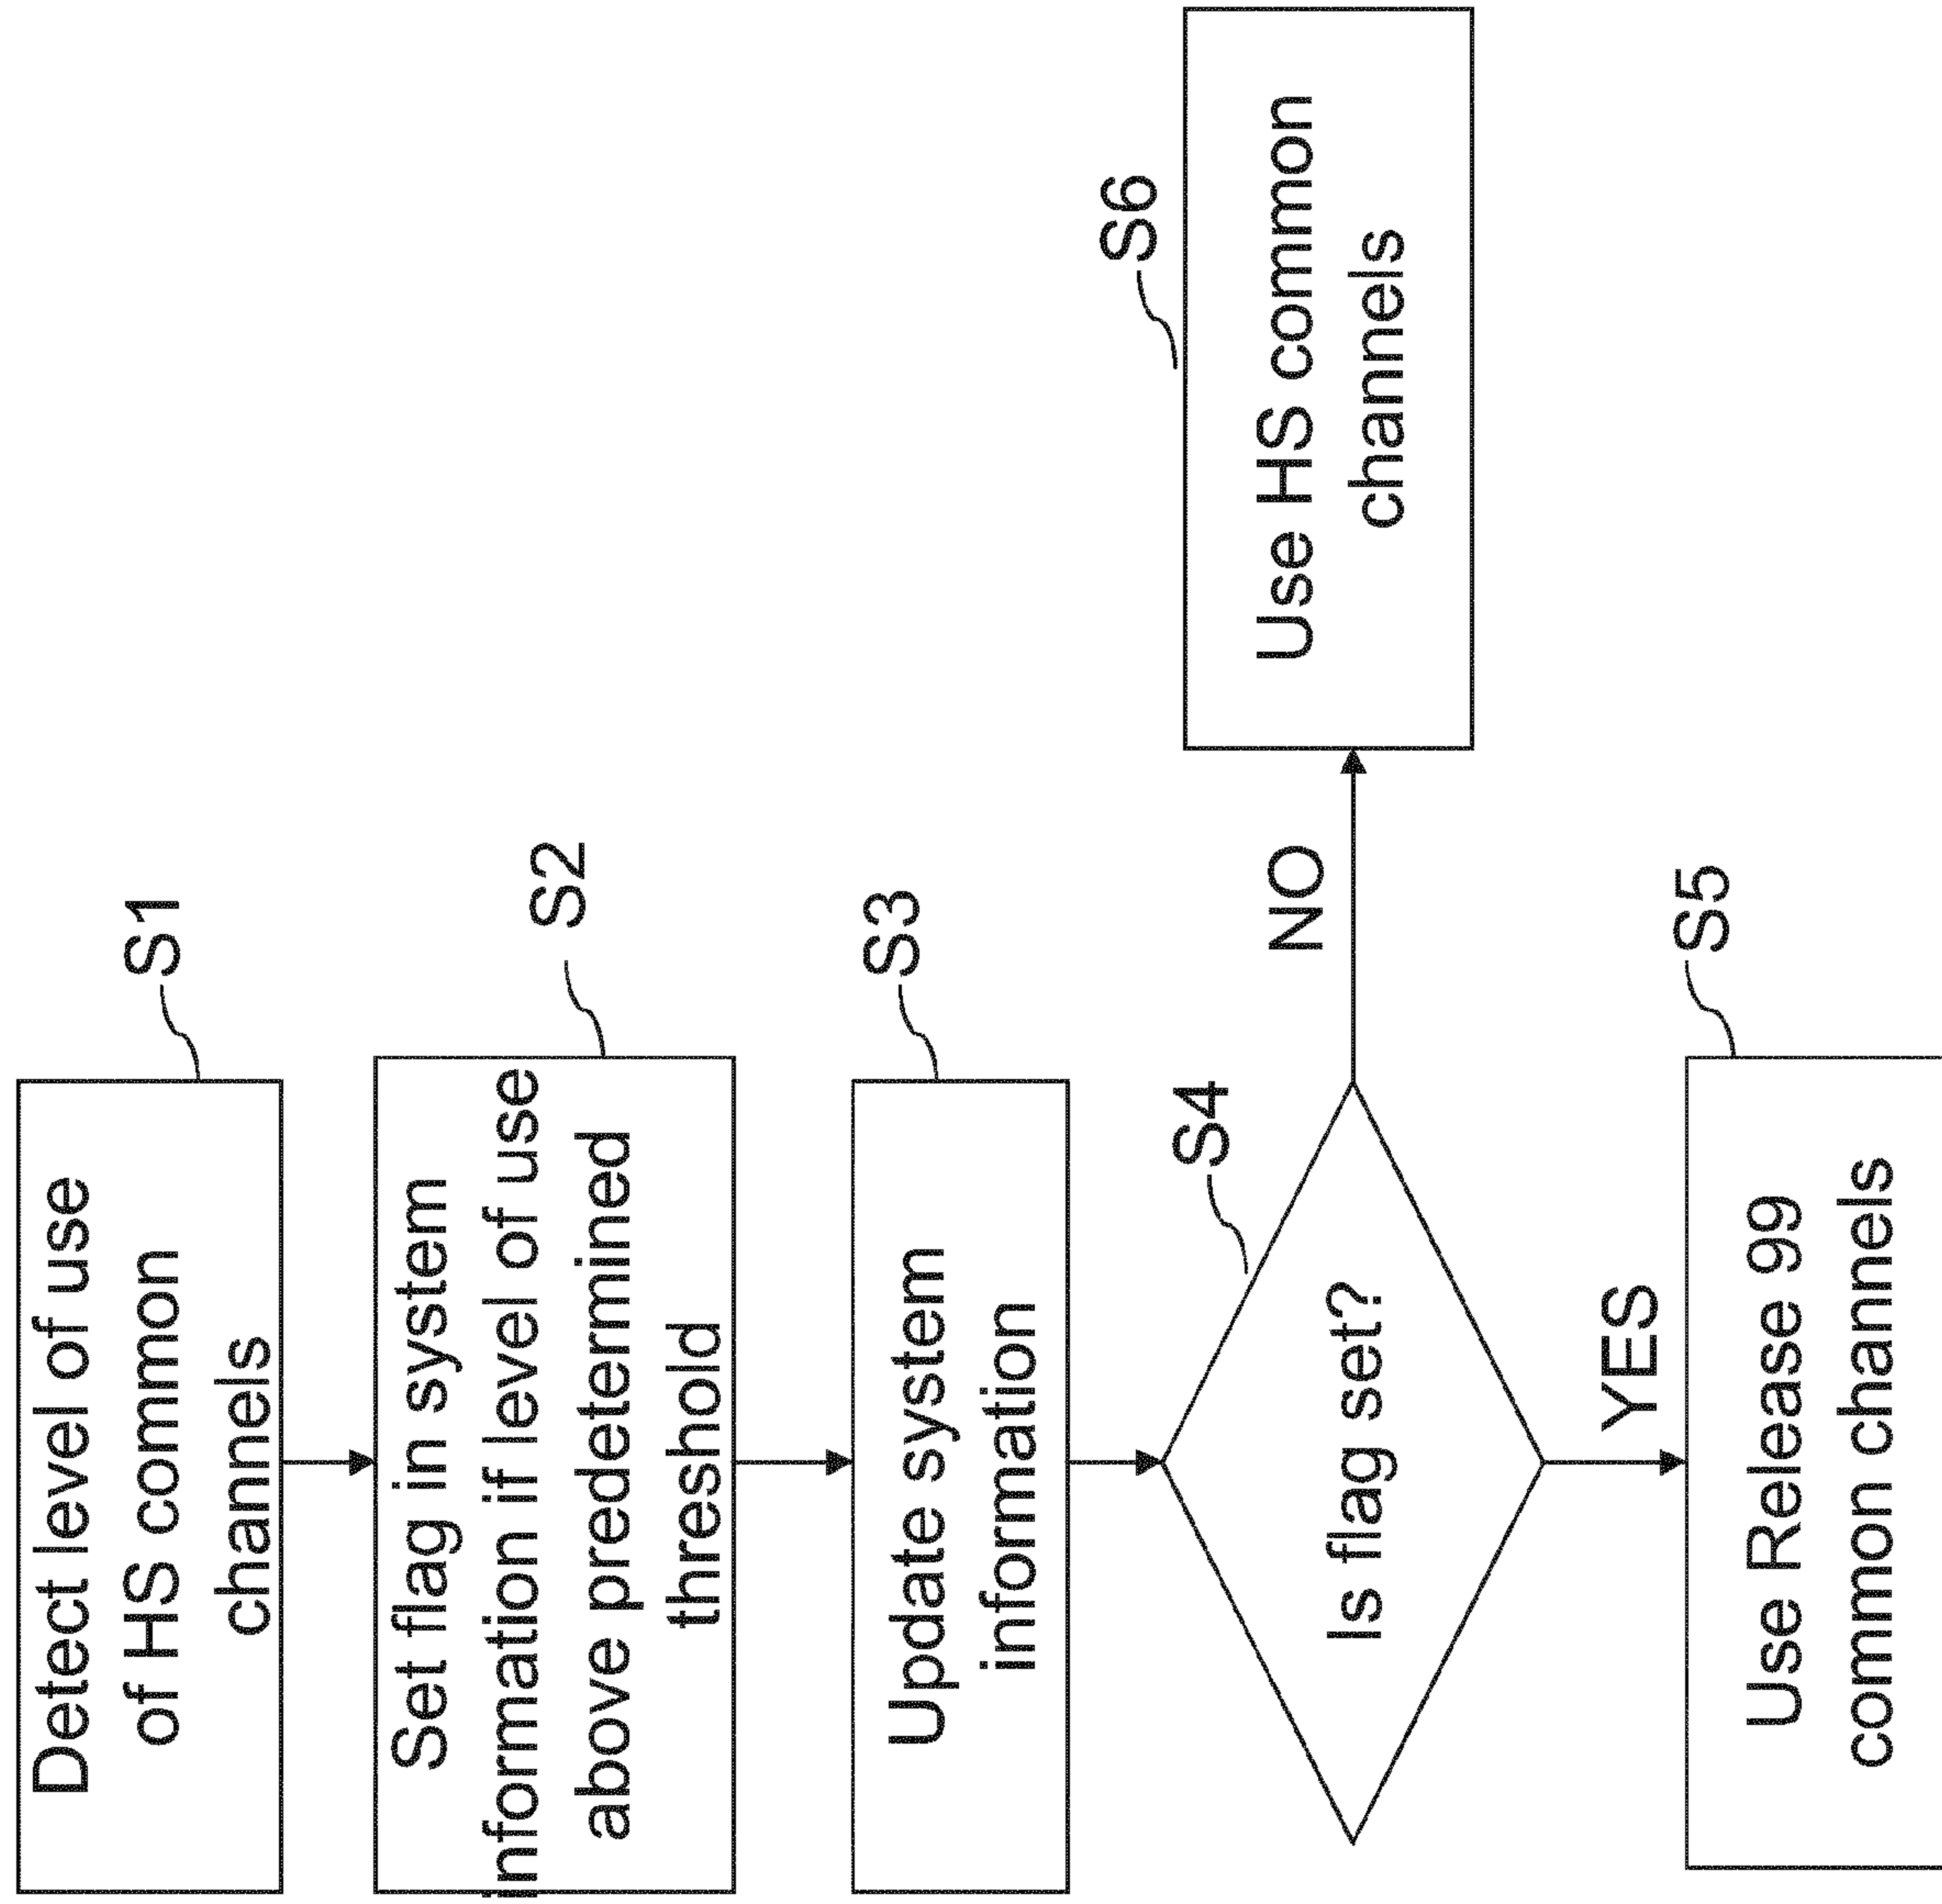 Detect level of use
of HS common
channels
S1
Set flag in system
information if level of use
above predetermined
threshold
S2
Update system
information
S3
Is flag set?
S4
NO
Use HS common
channels
S6
YES
Use Release 99
common channels
S5